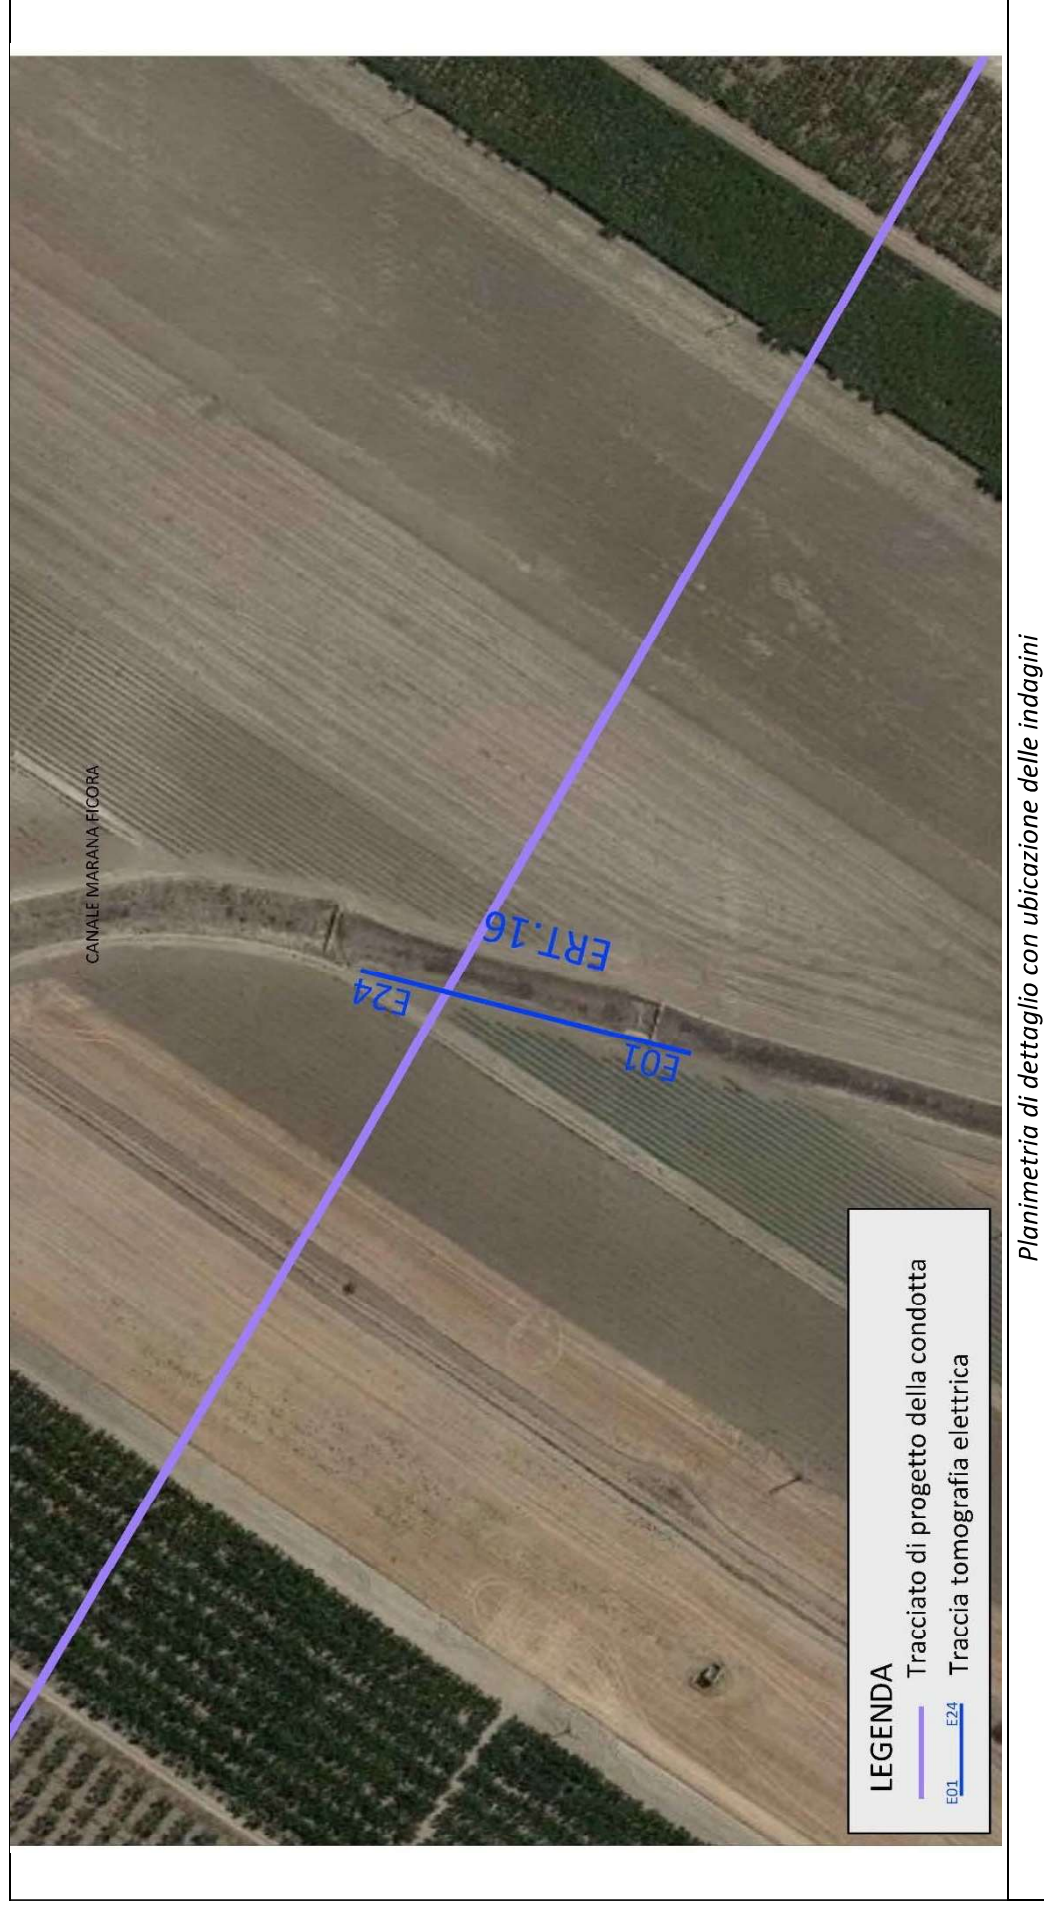 CANALE MARANA FICORA
ERT.16
E24
E01
LEGENDA
Tracciato di progetto della condotta
E01 E24
Traccia tomografia elettrica
Planimetria di dettaglio con ubicazione delle indagini